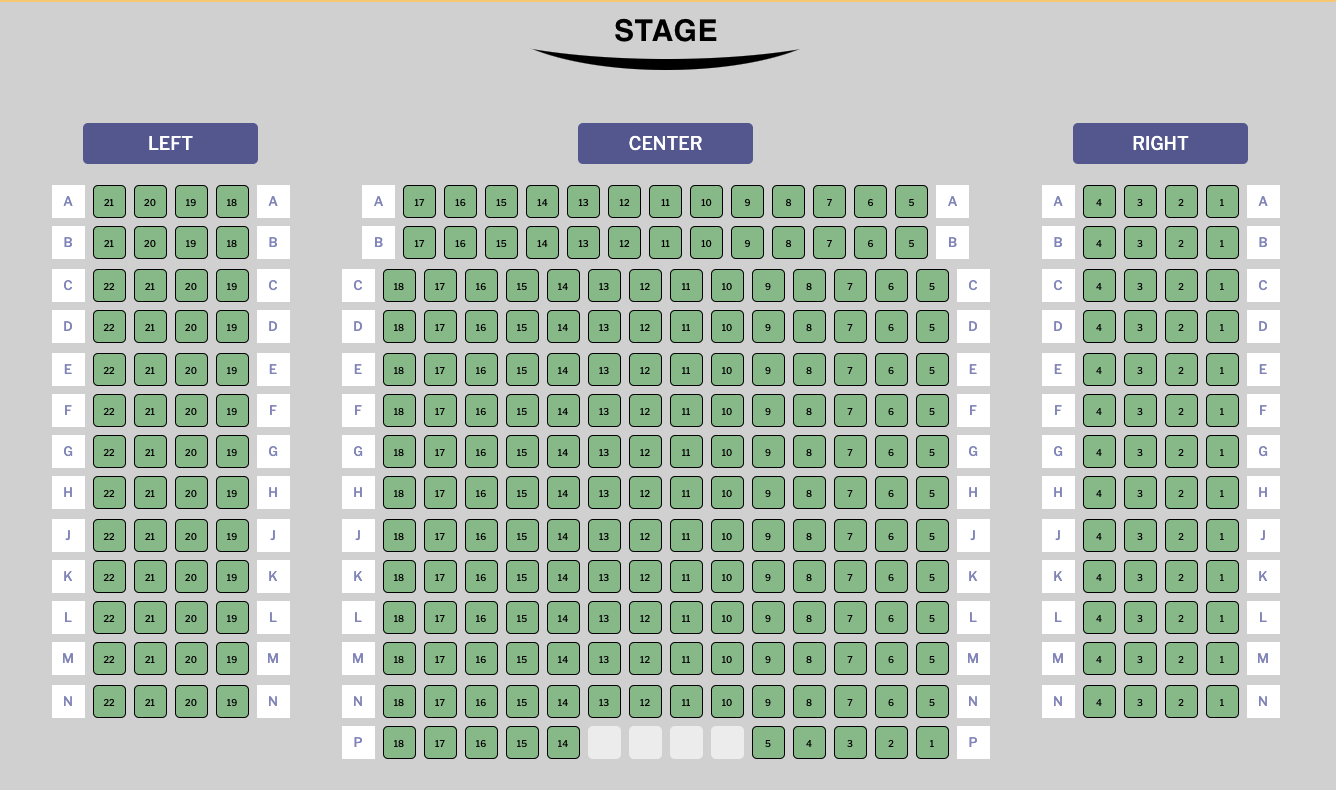 STAGE
LEFT CENTER RIGHT
A 21 20 19 18 A A 17 16 15 14 13 12 11 10 9 8 7 6 5 A A 4 3 2 1 A
B 21 20 19 18 B B 17 16 15 14 13 12 11 10 9 8 7 6 5 B B 4 3 2 1 B
C 22 21 20 19 C C 18 17 16 15 14 13 12 11 10 9 8 7 6 5 C C 4 3 2 1 C
D 22 21 20 19 D D 18 17 16 15 14 13 12 11 10 9 8 7 6 5 D D 4 3 2 1 D
E 22 21 20 19 E E 18 17 16 15 14 13 12 11 10 9 8 7 6 5 E E 4 3 2 1 E
F 22 21 20 19 F F 18 17 16 15 14 13 12 11 10 9 8 7 6 5 F F 4 3 2 1 F
G 22 21 20 19 G G 18 17 16 15 14 13 12 11 10 9 8 7 6 5 G G 4 3 2 1 G
H 22 21 20 19 H H 18 17 16 15 14 13 12 11 10 9 8 7 6 5 H H 4 3 2 1 H
J 22 21 20 19 J J 18 17 16 15 14 13 12 11 10 9 8 7 6 5 J J 4 3 2 1 J
K 22 21 20 19 K K 18 17 16 15 14 13 12 11 10 9 8 7 6 5 K K 4 3 2 1 K
L 22 21 20 19 L L 18 17 16 15 14 13 12 11 10 9 8 7 6 5 L L 4 3 2 1 L
M 22 21 20 19 M M 18 17 16 15 14 13 12 11 10 9 8 7 6 5 M M 4 3 2 1 M
N 22 21 20 19 N N 18 17 16 15 14 13 12 11 10 9 8 7 6 5 N N 4 3 2 1 N
P 18 17 16 15 14 5 4 3 2 1 P